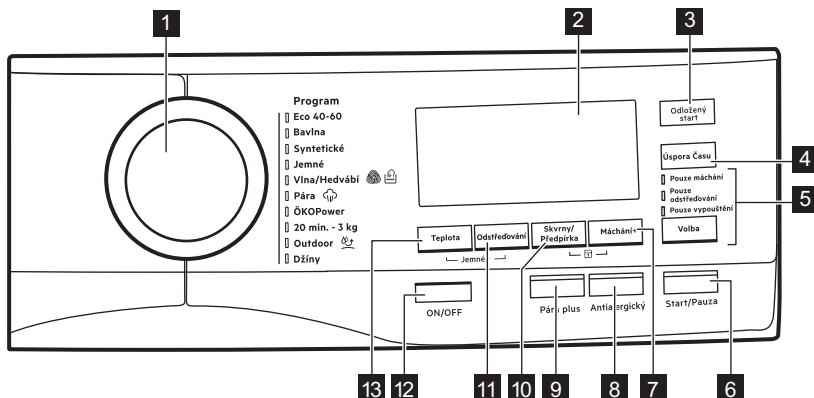 1
2
3
Program
Eco 40-60
Bavlna
Syntetické
Jemné
Vlna/Hedvábí
Pára
ÖKOPower
20 min. - 3 kg
Outdoor
Džíny
Odložený
start
Úspora Času
4
Pouze máchání
Pouze
odstřeďování
Pouze vypouštění
5
Volba
Teplota
Odstřeďování
Skvrny/
Předpírka
Máchání+
Jemné
ON/OFF
Pára plus
Antialergický
Start/Pauza
13
12
11
10
9
8
7
6